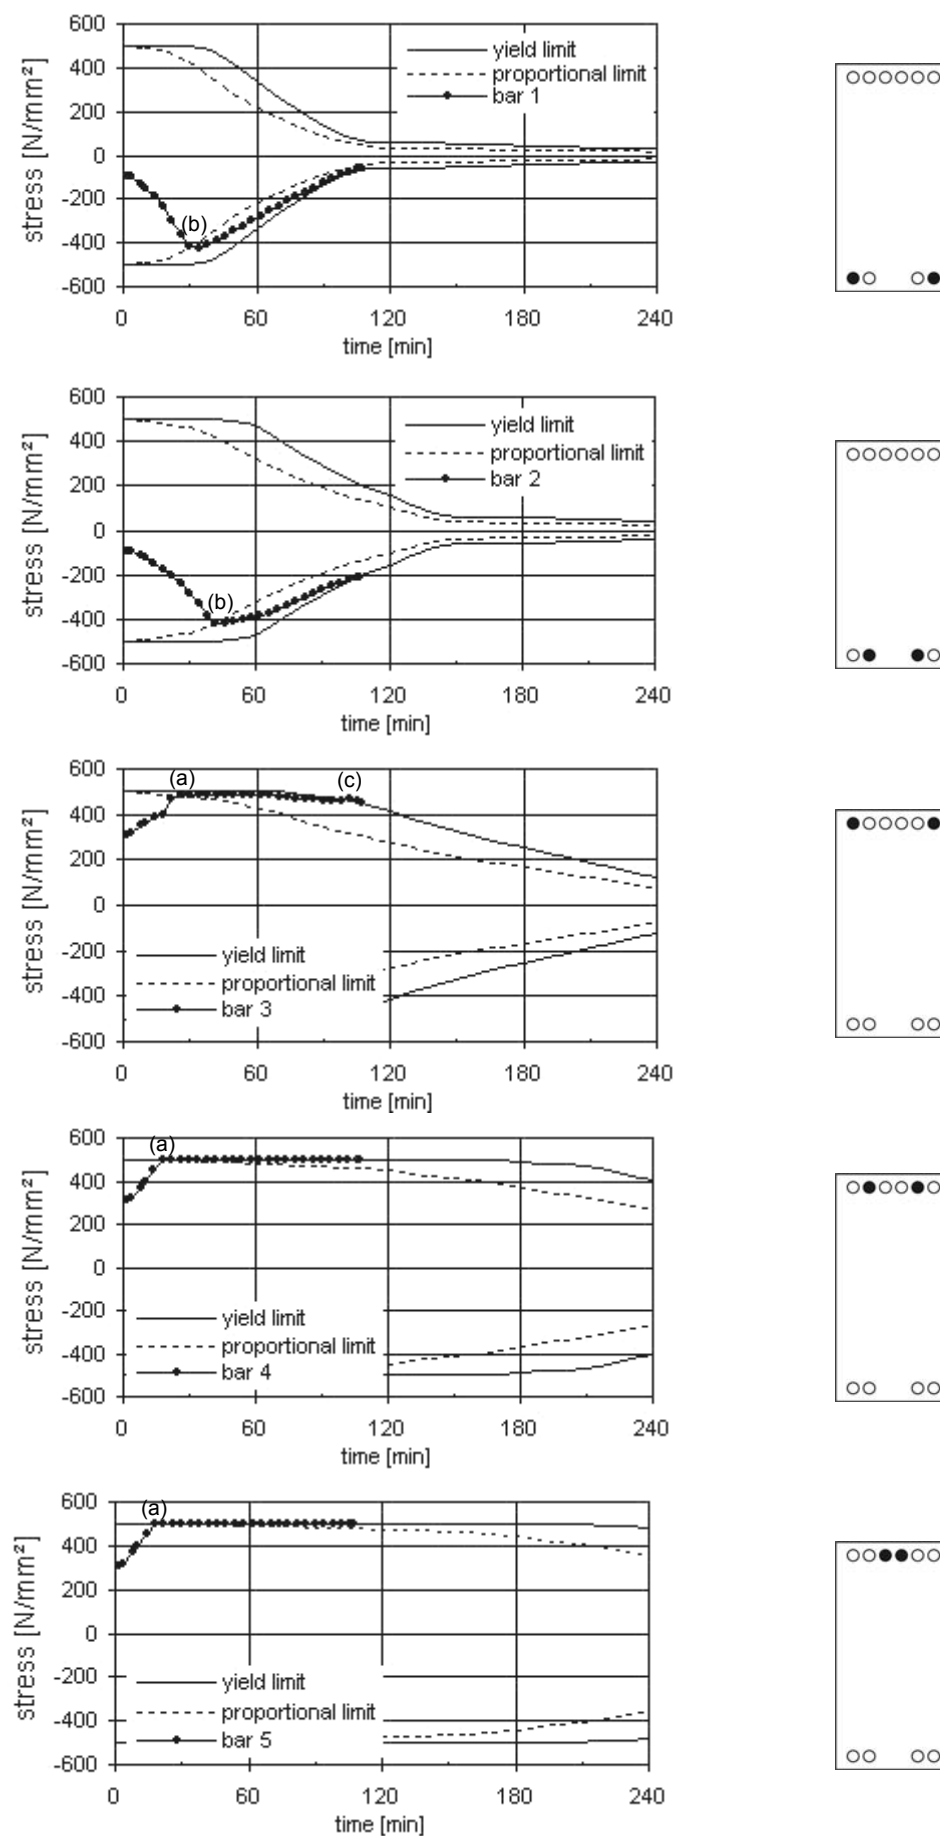 600
400
200
0
-200
-400
-600
stress [N/mm²]
yield limit
proportional limit
bar 1
(b)
0 60 120 180 240
time [min]
600
400
200
0
-200
-400
-600
stress [N/mm²]
yield limit
proportional limit
bar 2
(b)
0 60 120 180 240
time [min]
600
400
200
0
-200
-400
-600
stress [N/mm²]
(a) (c)
yield limit
proportional limit
bar 3
0 60 120 180 240
time [min]
600
400
200
0
-200
-400
-600
stress [N/mm²]
(a)
yield limit
proportional limit
bar 4
0 60 120 180 240
time [min]
600
400
200
0
-200
-400
-600
stress [N/mm²]
(a)
yield limit
proportional limit
bar 5
0 60 120 180 240
time [min]